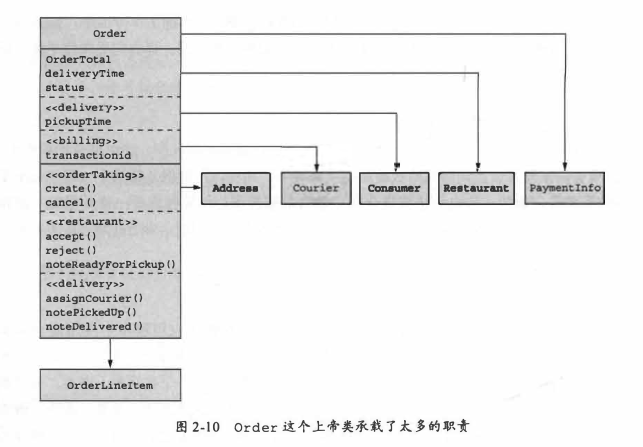 Order
OrderTotal
deliveryTime
status
<<delivery>>
pickupTime
<<billing>>
transactionid
<<orderTaking>>
create()
cancel()
<<restaurant>>
accept()
reject()
noteReadyForPickup()
<<delivery>>
assignCourier()
notePickedUp()
noteDelivered()
Address
Courier
Consumer
Restaurant
PaymentInfo
OrderLineItem
图 2-10 Order 这个上帝类承载了太多的职责